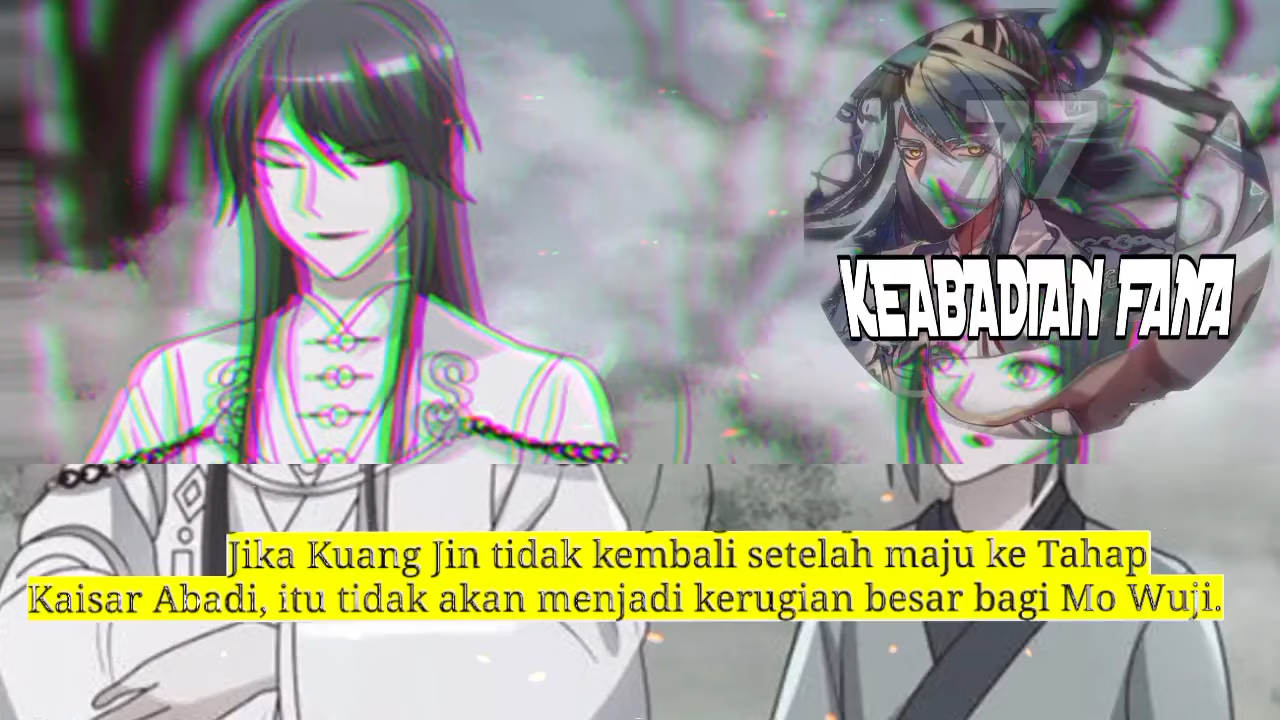 77
KEABADIAN FANA
Jika Kuang Jin tidak kembali setelah maju ke Tahap
Kaisar Abadi, itu tidak akan menjadi kerugian besar bagi Mo Wuji.